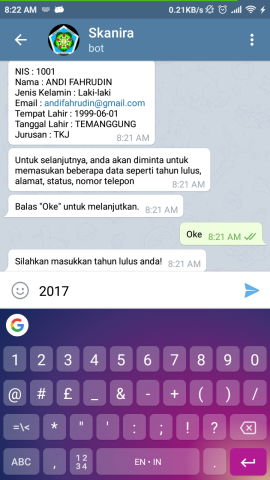 8:22 AM
0.21KB/s
Skanira
bot
NIS : 1001
Nama : ANDI FAHRUDIN
Jenis Kelamin : Laki-laki
Email : andifahrudin@gmail.com
Tempat Lahir : 1999-06-01
Tanggal Lahir : TEMANGGUNG
Jurusan : TKJ
8:21 AM
Untuk selanjutnya, anda akan diminta untuk
memasukan beberapa data seperti tahun lulus,
alamat, status, nomor telepon
8:21 AM
Balas "Oke" untuk melanjutkan. 8:21 AM
Oke 8:21 AM
Silahkan masukkan tahun lulus anda! 8:21 AM
2017
1 2 3 4 5 6 7 8 9 0
@ # £ _ & - + ( ) /
=\< * " ' : ; ! ?
ABC , 12 34 EN • IN .